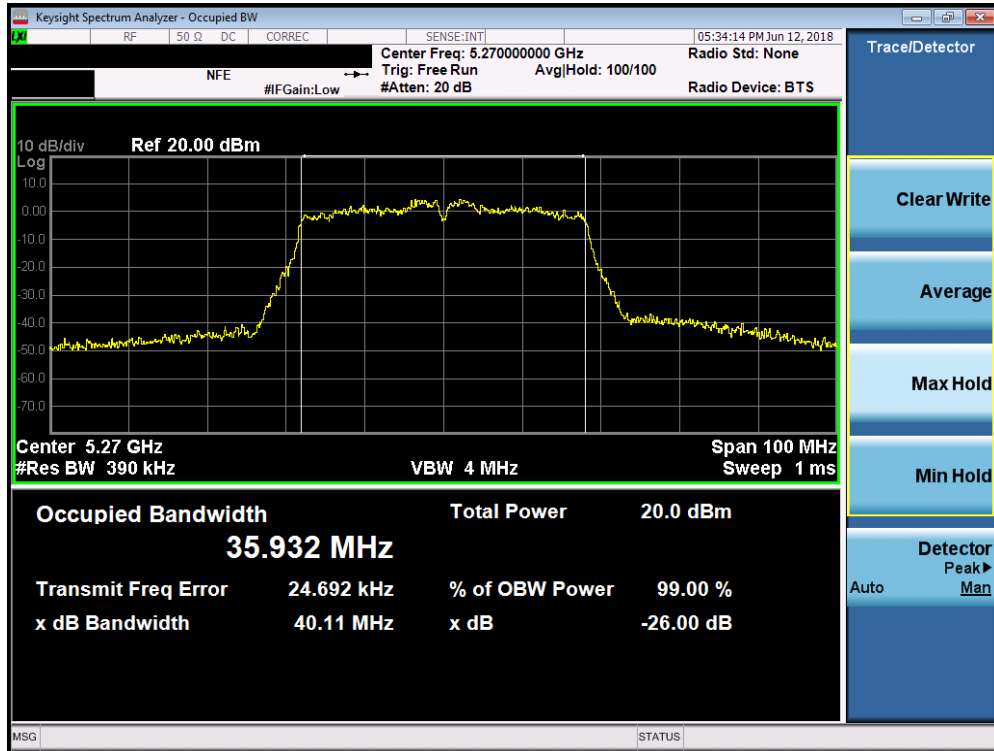 Keysight Spectrum Analyzer - Occupied BW
LXI RF 50 Ω DC CORREC SENSE:INT 05:34:14 PM Jun 12, 2018
Center Freq: 5.270000000 GHz Radio Std: None
NFE Trig: Free Run Avg|Hold: 100/100
#IFGain:Low #Atten: 20 dB Radio Device: BTS
Trace/Detector
10 dB/div Ref 20.00 dBm
Log
10.0
0.00
-10.0
-20.0
-30.0
-40.0
-50.0
-60.0
-70.0
Center 5.27 GHz Span 100 MHz
#Res BW 390 kHz VBW 4 MHz Sweep 1 ms
Occupied Bandwidth Total Power 20.0 dBm
35.932 MHz
Transmit Freq Error 24.692 kHz % of OBW Power 99.00 %
x dB Bandwidth 40.11 MHz x dB -26.00 dB
Clear Write
Average
Max Hold
Min Hold
Detector
Peak▶
Auto Man
MSG STATUS